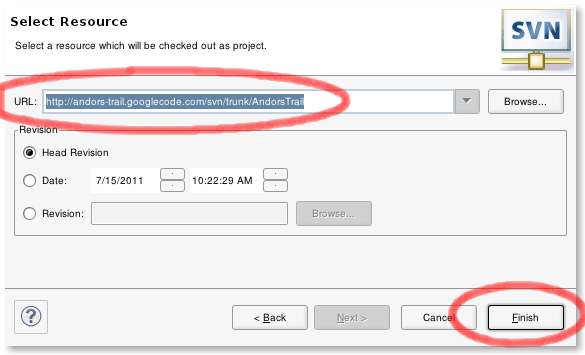 Select Resource
Select a resource which will be checked out as project.
SVN
URL: http://andors-trail.googlecode.com/svn/trunk/AndorsTrail Browse...
Revision
Head Revision
Date: 7/15/2011 10:22:29 AM
Revision: Browse...
? < Back Next > Cancel Finish